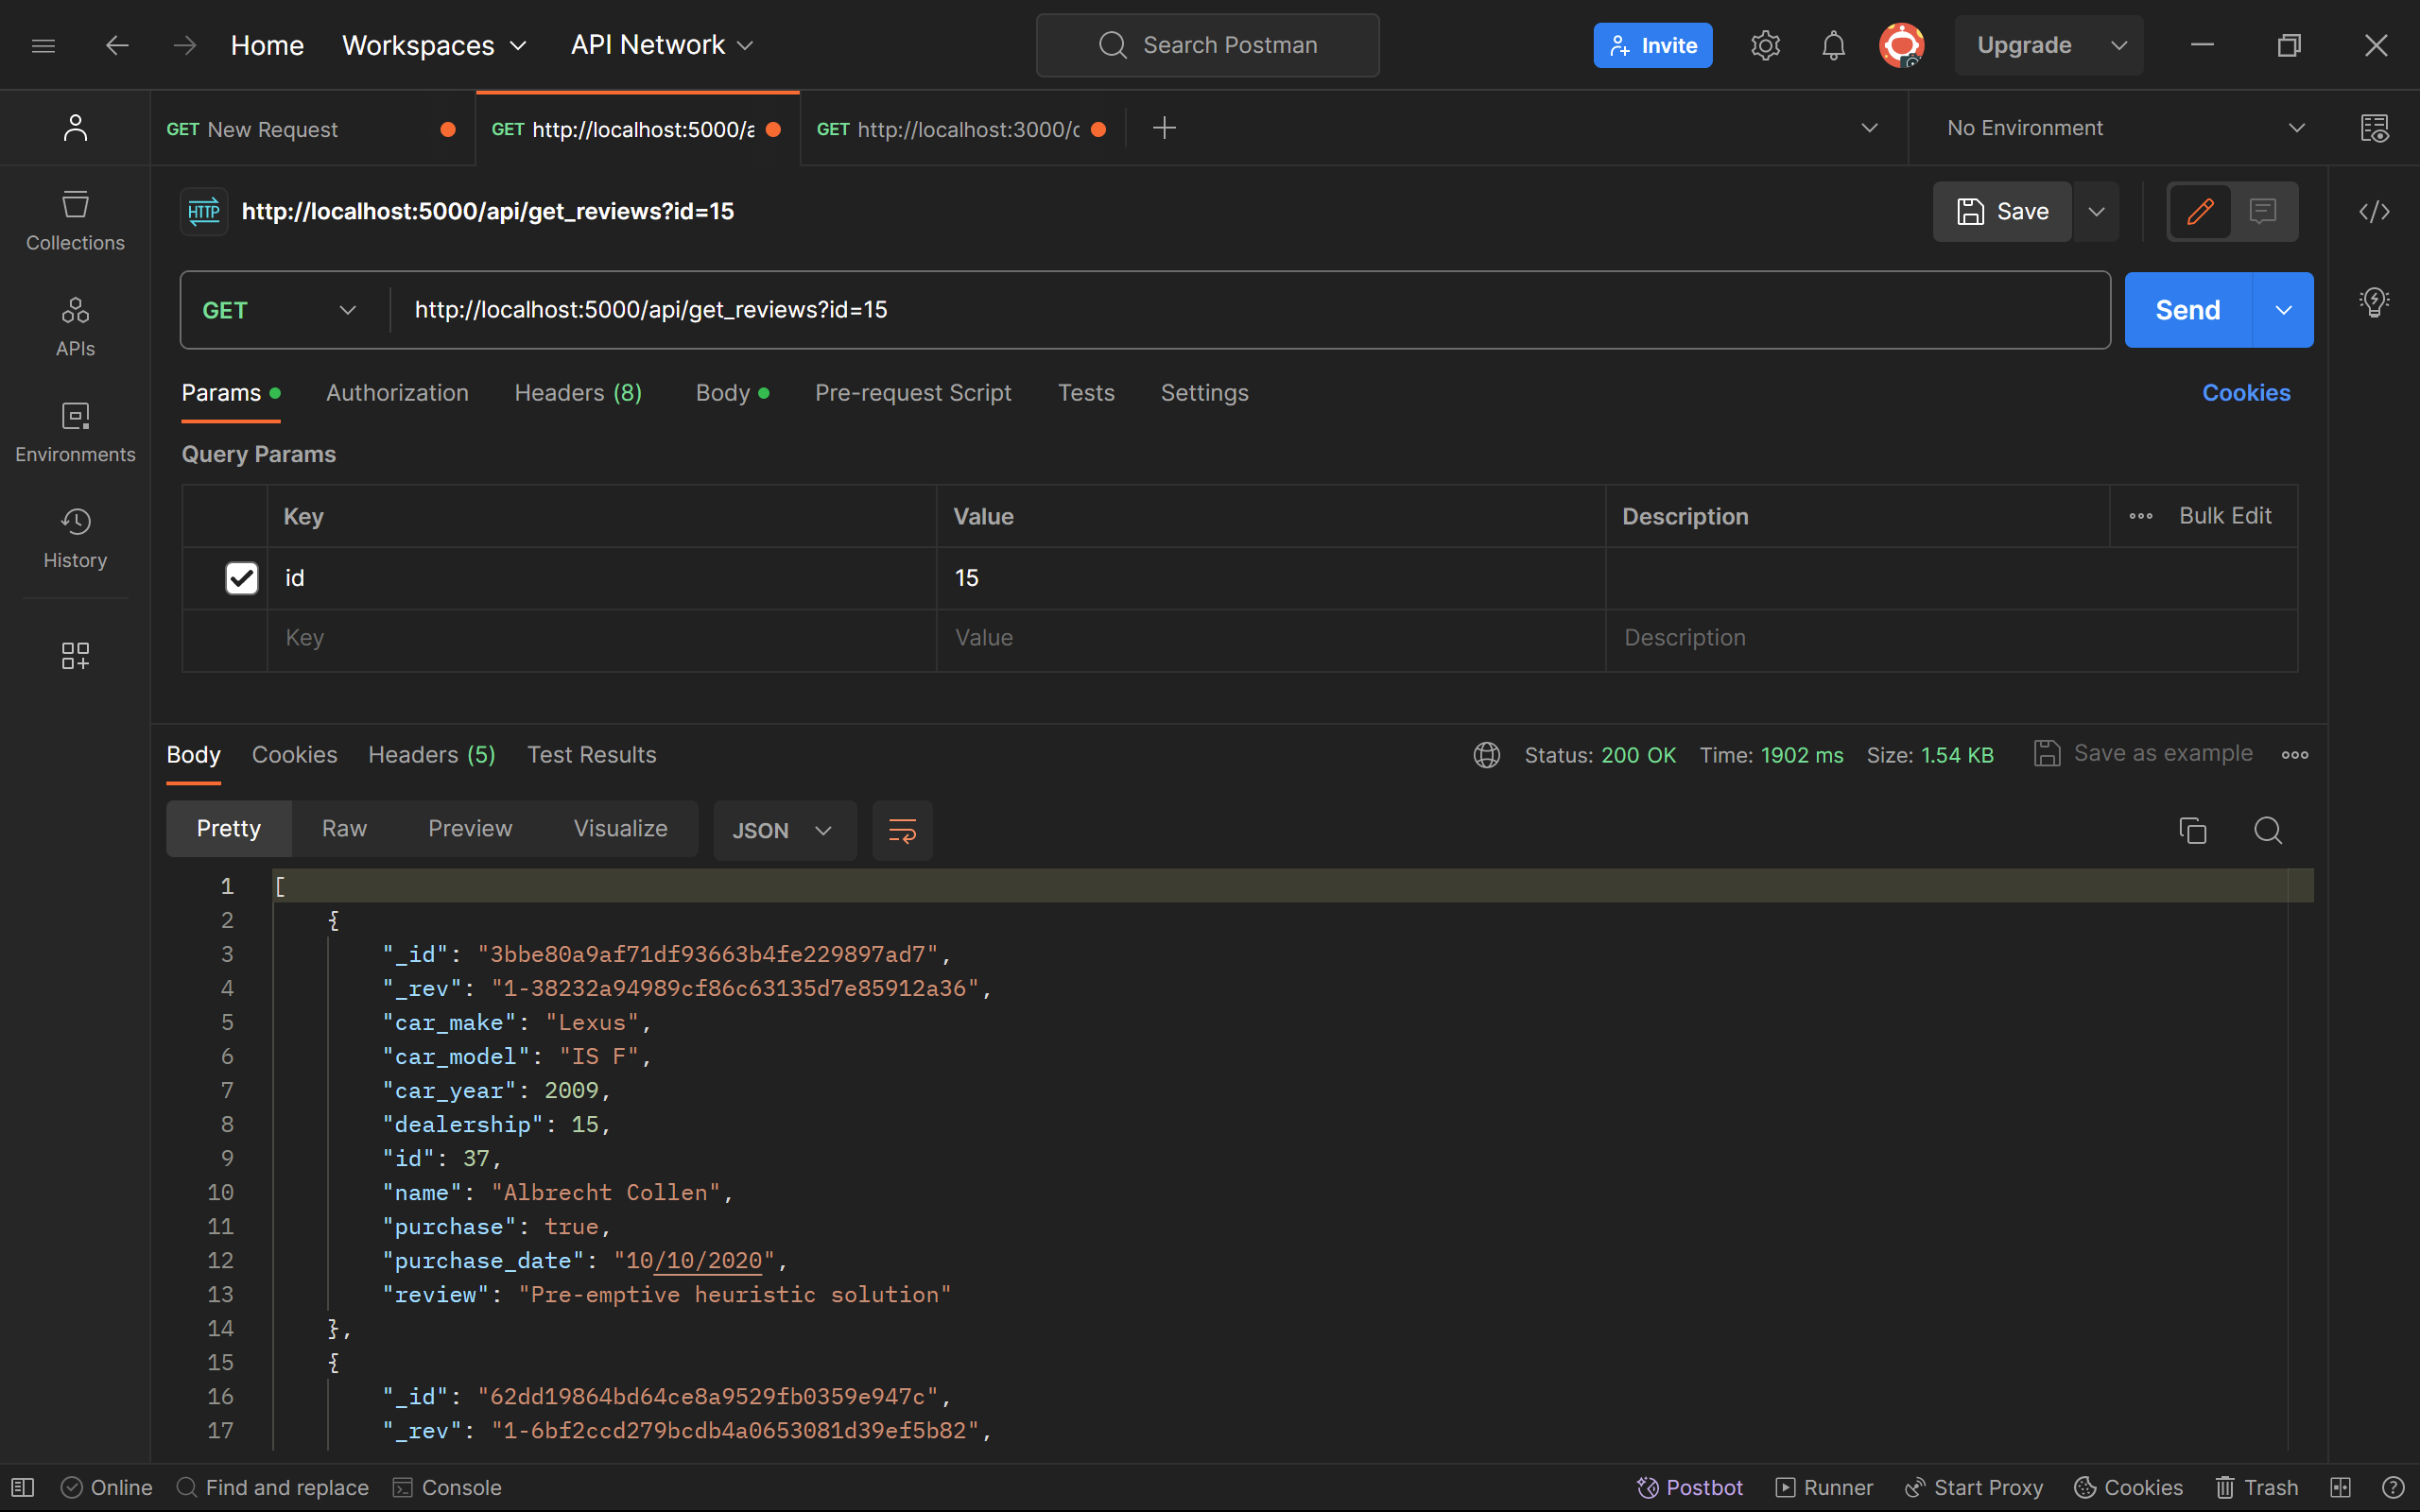 Home Workspaces API Network Search Postman Invite Upgrade
GET New Request GET http://localhost:5000/a GET http://localhost:3000/c No Environment
HTTP http://localhost:5000/api/get_reviews?id=15 Save
Collections
GET http://localhost:5000/api/get_reviews?id=15 Send
APIs
Params Authorization Headers (8) Body Pre-request Script Tests Settings Cookies
Environments
Query Params
Key Value Description Bulk Edit
History
id 15
Key Value Description
Body Cookies Headers (5) Test Results Status: 200 OK Time: 1902 ms Size: 1.54 KB Save as example
Pretty Raw Preview Visualize JSON
1 [
2 {
3 "_id": "3bbe80a9af71df93663b4fe229897ad7",
4 "_rev": "1-38232a94989cf86c63135d7e85912a36",
5 "car_make": "Lexus",
6 "car_model": "IS F",
7 "car_year": 2009,
8 "dealership": 15,
9 "id": 37,
10 "name": "Albrecht Collen",
11 "purchase": true,
12 "purchase_date": "10/10/2020",
13 "review": "Pre-emptive heuristic solution"
14 },
15 {
16 "_id": "62dd19864bd64ce8a9529fb0359e947c",
17 "_rev": "1-6bf2ccd279bcdb4a0653081d39ef5b82",
Online Find and replace Console Postbot Runner Start Proxy Cookies Trash